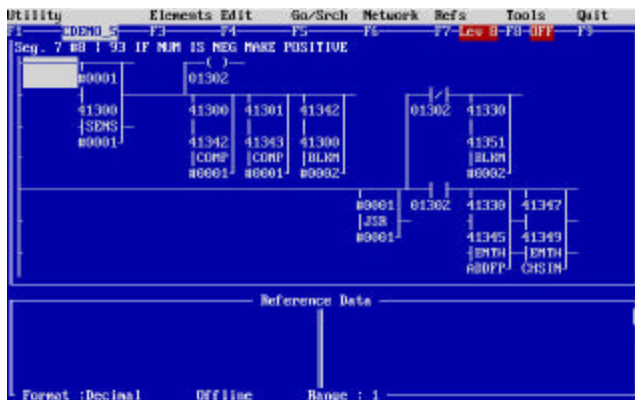 Utility Elements Edit Go/Srch Network Refs Tools Quit
F1 NDEMO_S F3 F4 F5 F6 F7-Lev 8-F8-OFF F9
Seg. 7 #8 | 93 IF NUM IS NEG MAKE POSITIVE
#0001 01302
41300 41300 41301 41342 01302 41330
SENS 41342 41343 41300 41351
#0001 COMP COMP BLKM BLKM
#0001 #0001 #0002 #0002
#0001 01302 41330 41347
JSR
#0001 41345 41349
EMTH EMTH
ADDFP CHSIN
Reference Data
Format :Decimal Offline Range : 1